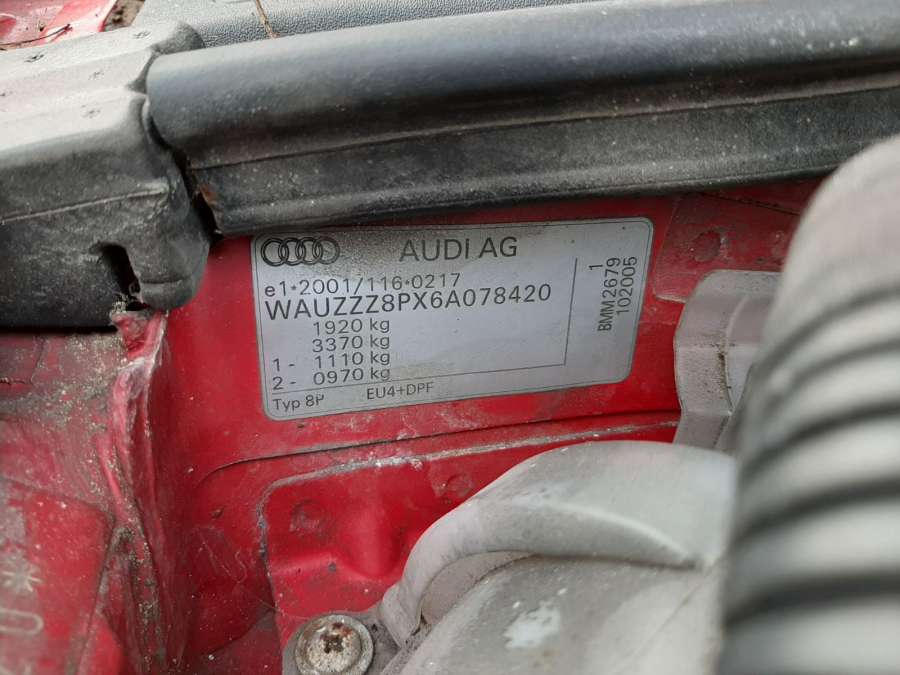 AUDI AG
e1*2001/116*0217
WAUZZZ8PX6A078420
1920 kg
3370 kg
1- 1110 kg
2- 0970 kg
Typ 8P EU4+DPF
BMM2679 1
102005